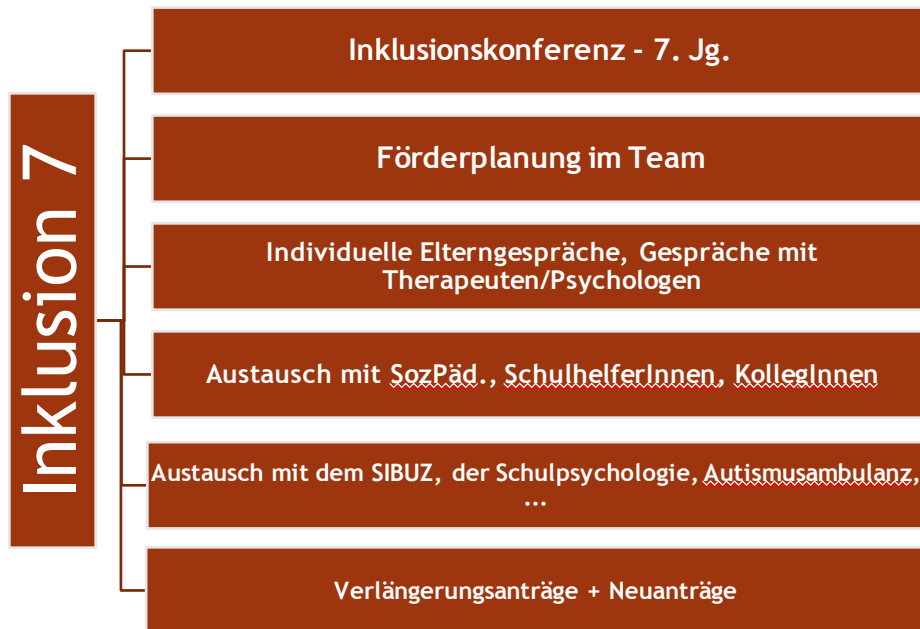 Inklusion 7
Inklusionskonferenz - 7. Jg.
Förderplanung im Team
Individuelle Elterngespräche, Gespräche mit
Therapeuten/Psychologen
Austausch mit SozPäd., SchulhelferInnen, KollegInnen
Austausch mit dem SIBUZ, der Schulpsychologie, Autismusambulanz,
...
Verlängerungsanträge + Neuanträge